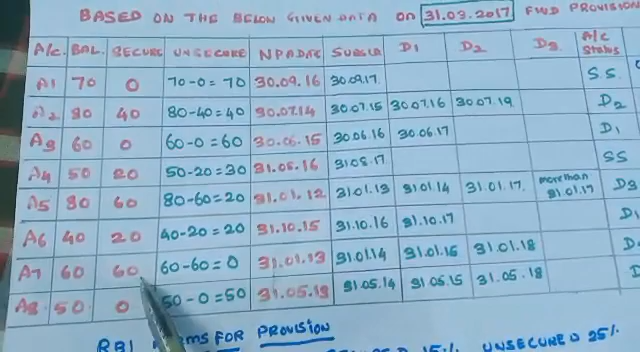 BASED ON THE BELOW GIVEN DATA on 31.03.2017 FIND PROVISION
A/c. BAL. SECURE UNSECURE NPA DATE SUBSTA D1 D2 D3 A/c Status
A1 70 0 70-0=70 30.09.16 30.09.17 S.S.
A2 80 40 80-40=40 30.07.14 30.07.15 30.07.16 30.07.19 D2
A3 60 0 60-0=60 30.06.15 30.06.16 30.06.17 D1
A4 50 20 50-20=30 31.05.16 31.05.17 SS
A5 80 60 80-60=20 31.01.12 31.01.13 31.01.14 31.01.17 more than 31.01.17 D3
A6 40 20 40-20=20 31.10.15 31.10.16 31.10.17 D1
A7 60 60 60-60=0 31.01.13 31.01.14 31.01.15 31.01.18 D
A8 50 0 50-0=50 31.05.13 31.05.14 31.05.15 31.05.18 D
RBI FOR PROVISION
15% UNSECURED 25%